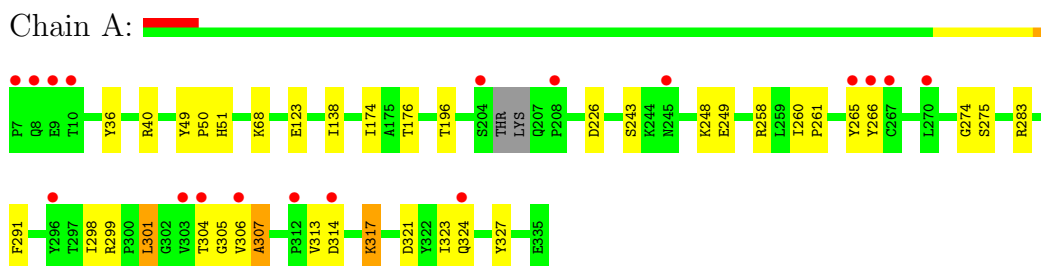 Chain A:
P7 Q8 E9 T10 Y36 R40 Y49 P50 H51 K68 E123 I138 I174 A175 T176 T196 S204 THR LYS Q207 P208 D226 S243 K244 N245 K248 E249 R258 L259 I260 P261 Y265 Y266 C267 L270 G274 S275 R283
F291 Y296 T297 I298 R299 P300 L301 G302 V303 T304 G305 V306 A307 P312 V313 D314 K317 D321 Y322 I323 Q324 Y327 E335